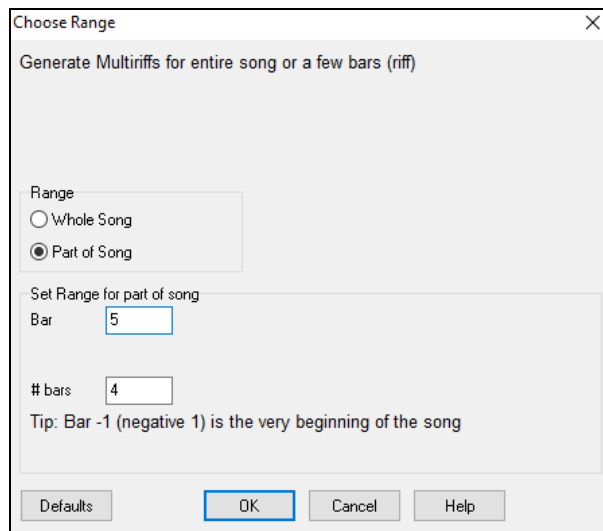 Choose Range
Generate Multiriffs for entire song or a few bars (riff)
Range
Whole Song
Part of Song
Set Range for part of song
Bar 5
# bars 4
Tip: Bar -1 (negative 1) is the very beginning of the song
Defaults OK Cancel Help